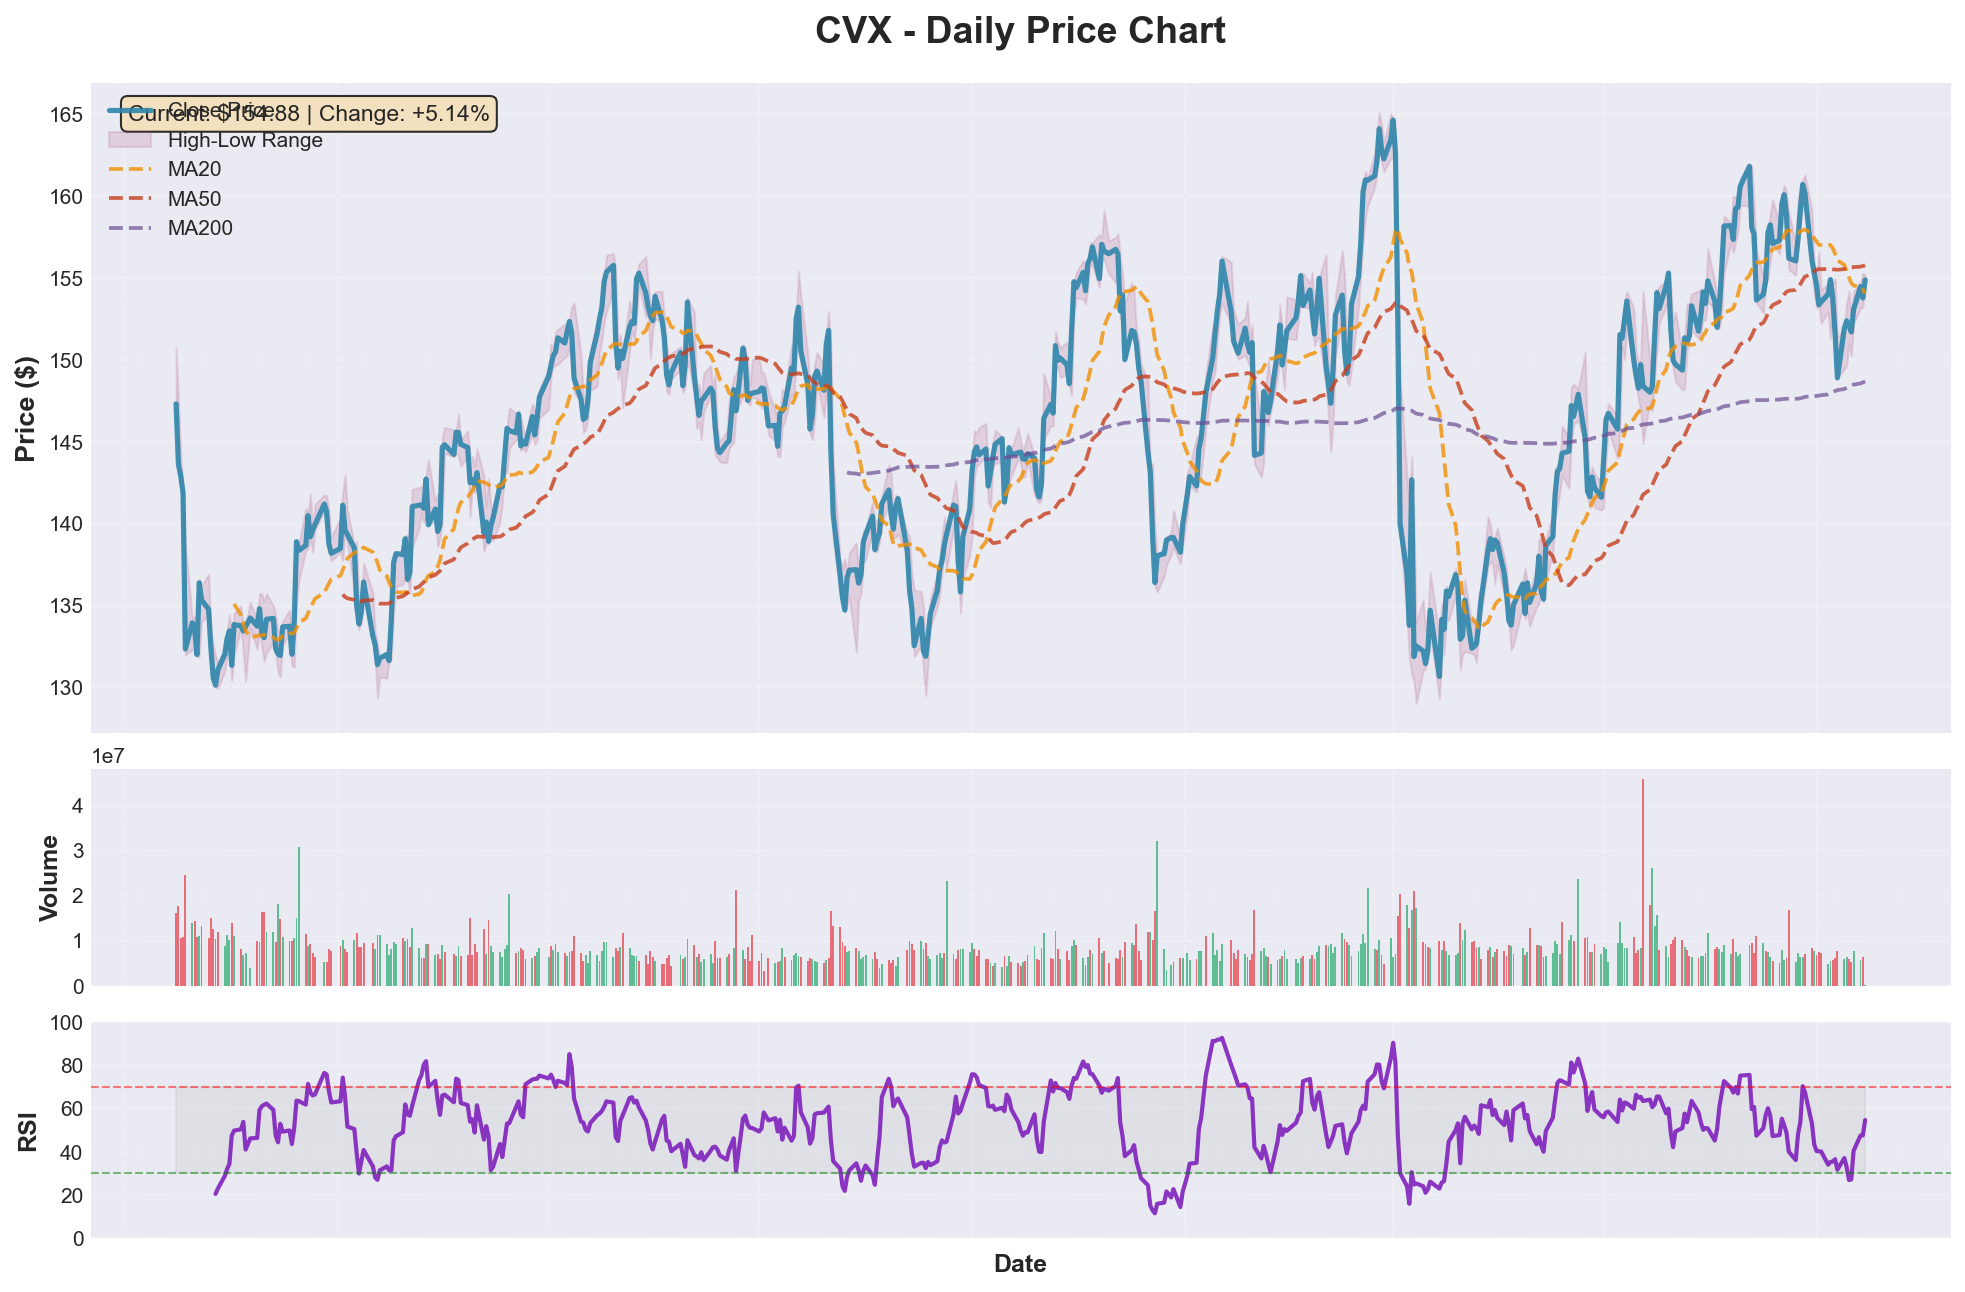 CVX - Daily Price Chart
Current: $154.88 | Change: +5.14%
Close Price
High-Low Range
MA20
MA50
MA200
Price ($)
165
160
155
150
145
140
135
130
1e7
Volume
4
3
2
1
0
RSI
100
80
60
40
20
0
Date